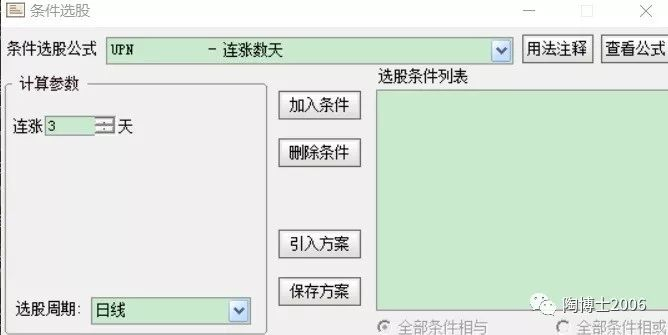 条件选股
条件选股公式 UPN - 连涨数天 用法注释 查看公式
计算参数 选股条件列表
加入条件
连涨 3 天
删除条件
引入方案
保存方案
选股周期: 日线
陶博士2006
全部条件相与 全部条件相或